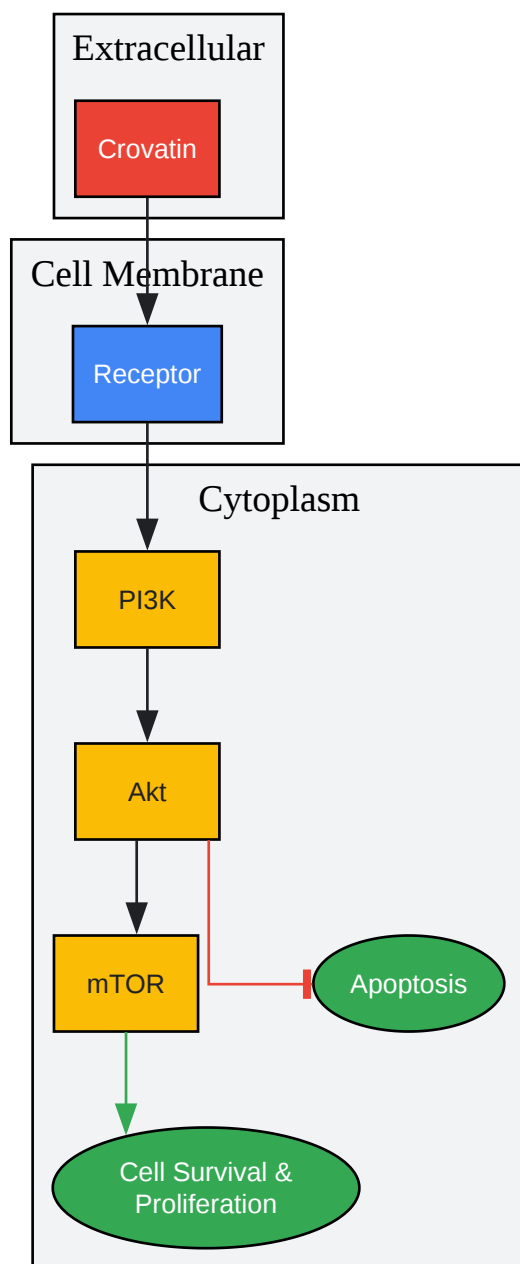 Extracellular
Crovatin
Cell Membrane
Receptor
Cytoplasm
PI3K
Akt
mTOR
Apoptosis
Cell Survival &
Proliferation